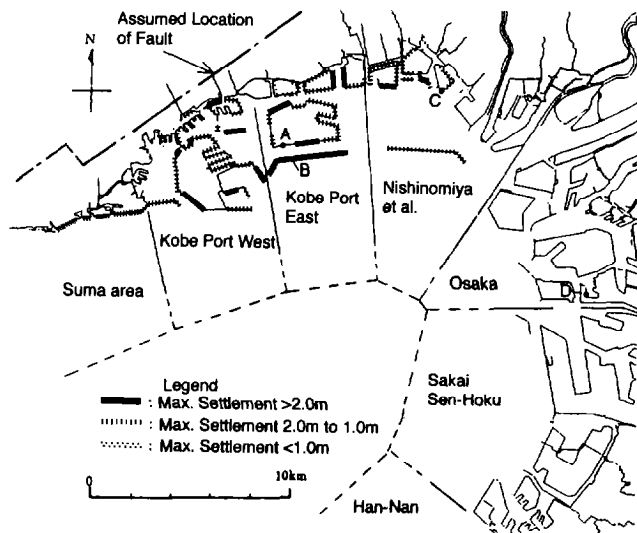 Assumed Location
of Fault
N
A
B
C
D
Kobe Port
East
Nishinomiya
et al.
Kobe Port West
Suma area
Osaka
Sakai
Sen-Hoku
Han-Nan
Legend
: Max. Settlement >2.0m
: Max. Settlement 2.0m to 1.0m
: Max. Settlement <1.0m
0 10km